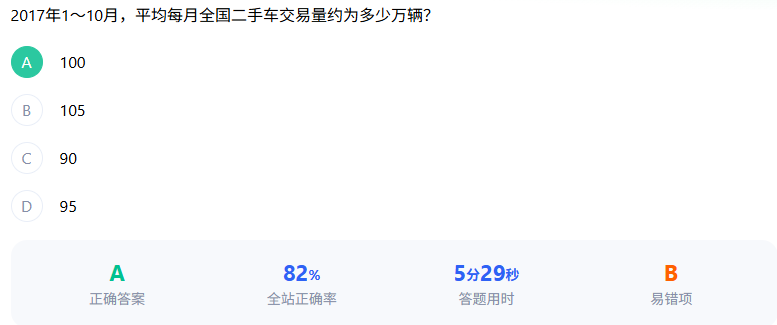 2017年1～10月，平均每月全国二手车交易量约为多少万辆？
A 100
B 105
C 90
D 95
A 82% 5分29秒 B
正确答案 全站正确率 答题用时 易错项